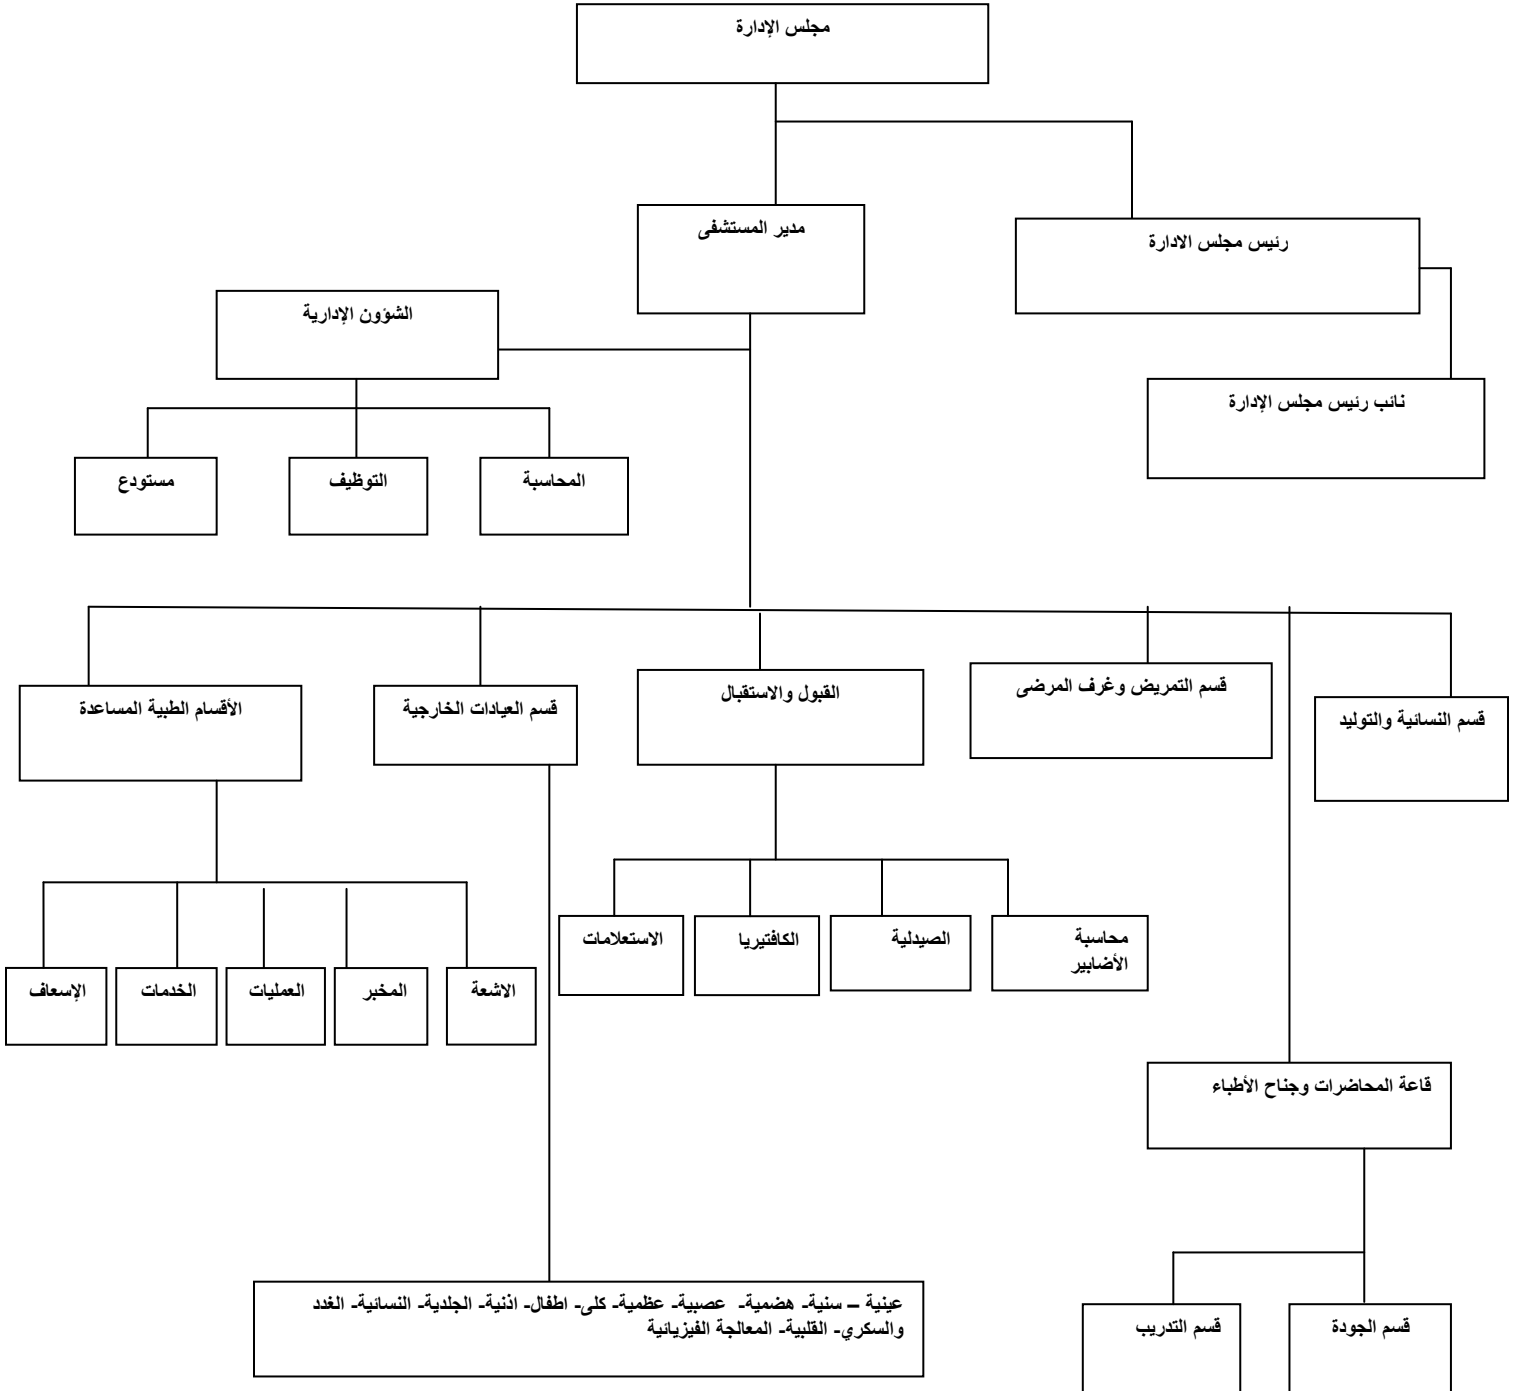 مجلس الإدارة
مدير المستشفى
رئيس مجلس الادارة
الشؤون الإدارية
نائب رئيس مجلس الإدارة
المحاسبة
التوظيف
مستودع
قسم النسائية والتوليد
قسم التمريض وغرف المرضى
القبول والاستقبال
قسم العيادات الخارجية
الأقسام الطبية المساعدة
محاسبة
الأضابير
الصيدلية
الكافتيريا
الاستعلامات
الاشعة
المخبر
العمليات
الخدمات
الإسعاف
قاعة المحاضرات وجناح الأطباء
عينية – سنية- هضمية- عصبية- عظمية- كلى- اطفال- اذنية- الجلدية- النسائية- الغدد
والسكري- القلبية- المعالجة الفيزيائية
قسم الجودة
قسم التدريب